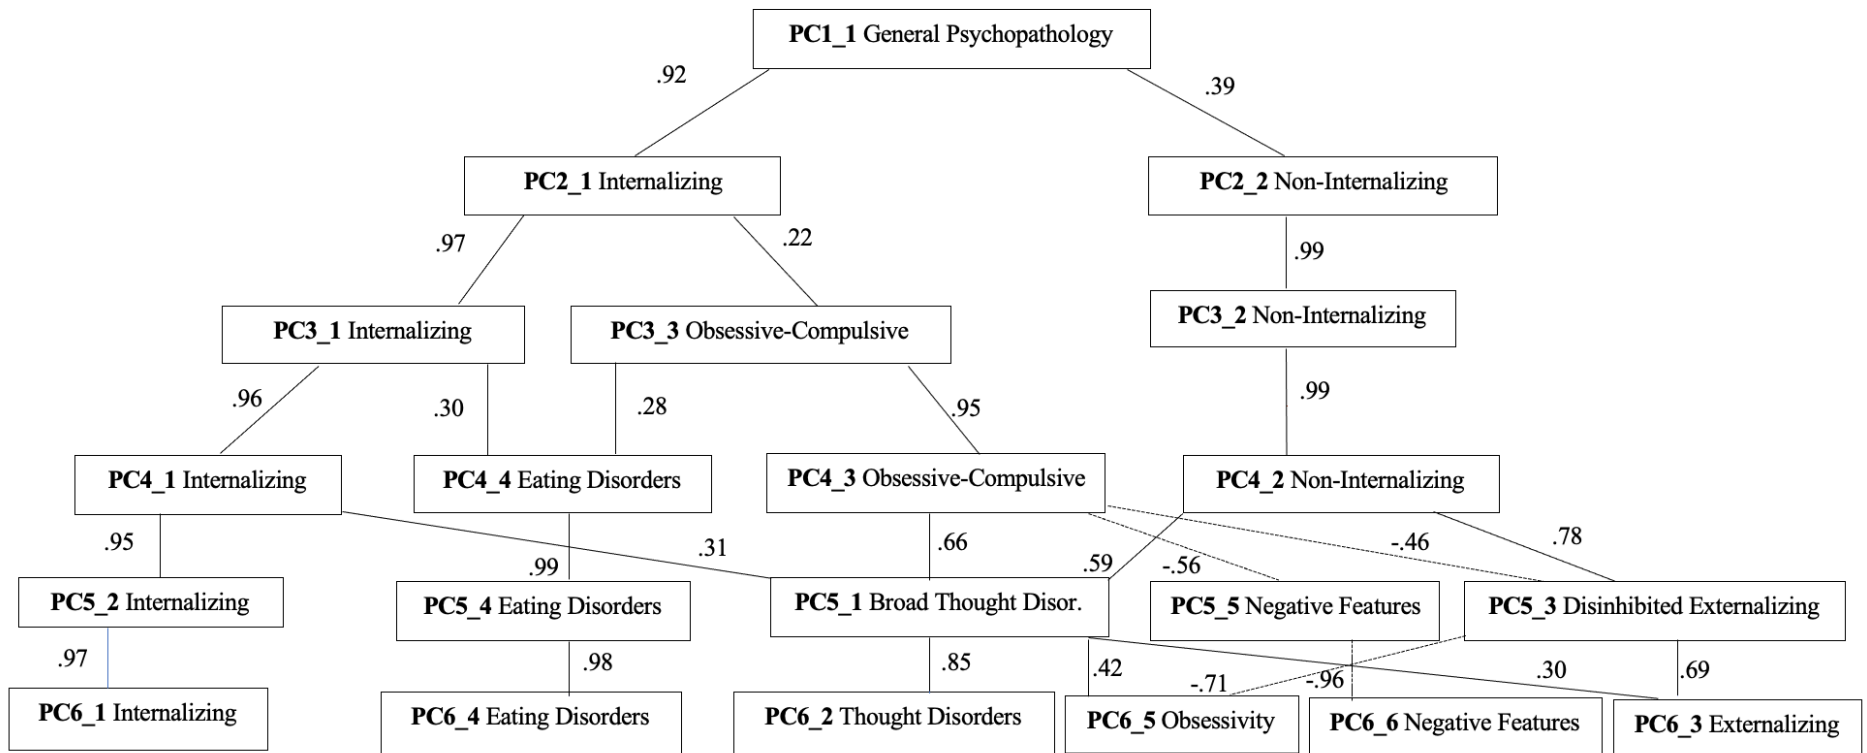 PC1_1 General Psychopathology
.92
.39
PC2_1 Internalizing
PC2_2 Non-Internalizing
.97
.22
.99
PC3_1 Internalizing
PC3_3 Obsessive-Compulsive
PC3_2 Non-Internalizing
.96
.30
.28
.95
.99
PC4_1 Internalizing
PC4_4 Eating Disorders
PC4_3 Obsessive-Compulsive
PC4_2 Non-Internalizing
.95
.31
.99
.66
.59
-.56
-.46
.78
PC5_2 Internalizing
PC5_4 Eating Disorders
PC5_1 Broad Thought Disor.
PC5_5 Negative Features
PC5_3 Disinhibited Externalizing
.97
.98
.85
.42
-.71
-.96
.30
.69
PC6_1 Internalizing
PC6_4 Eating Disorders
PC6_2 Thought Disorders
PC6_5 Obsessivity
PC6_6 Negative Features
PC6_3 Externalizing